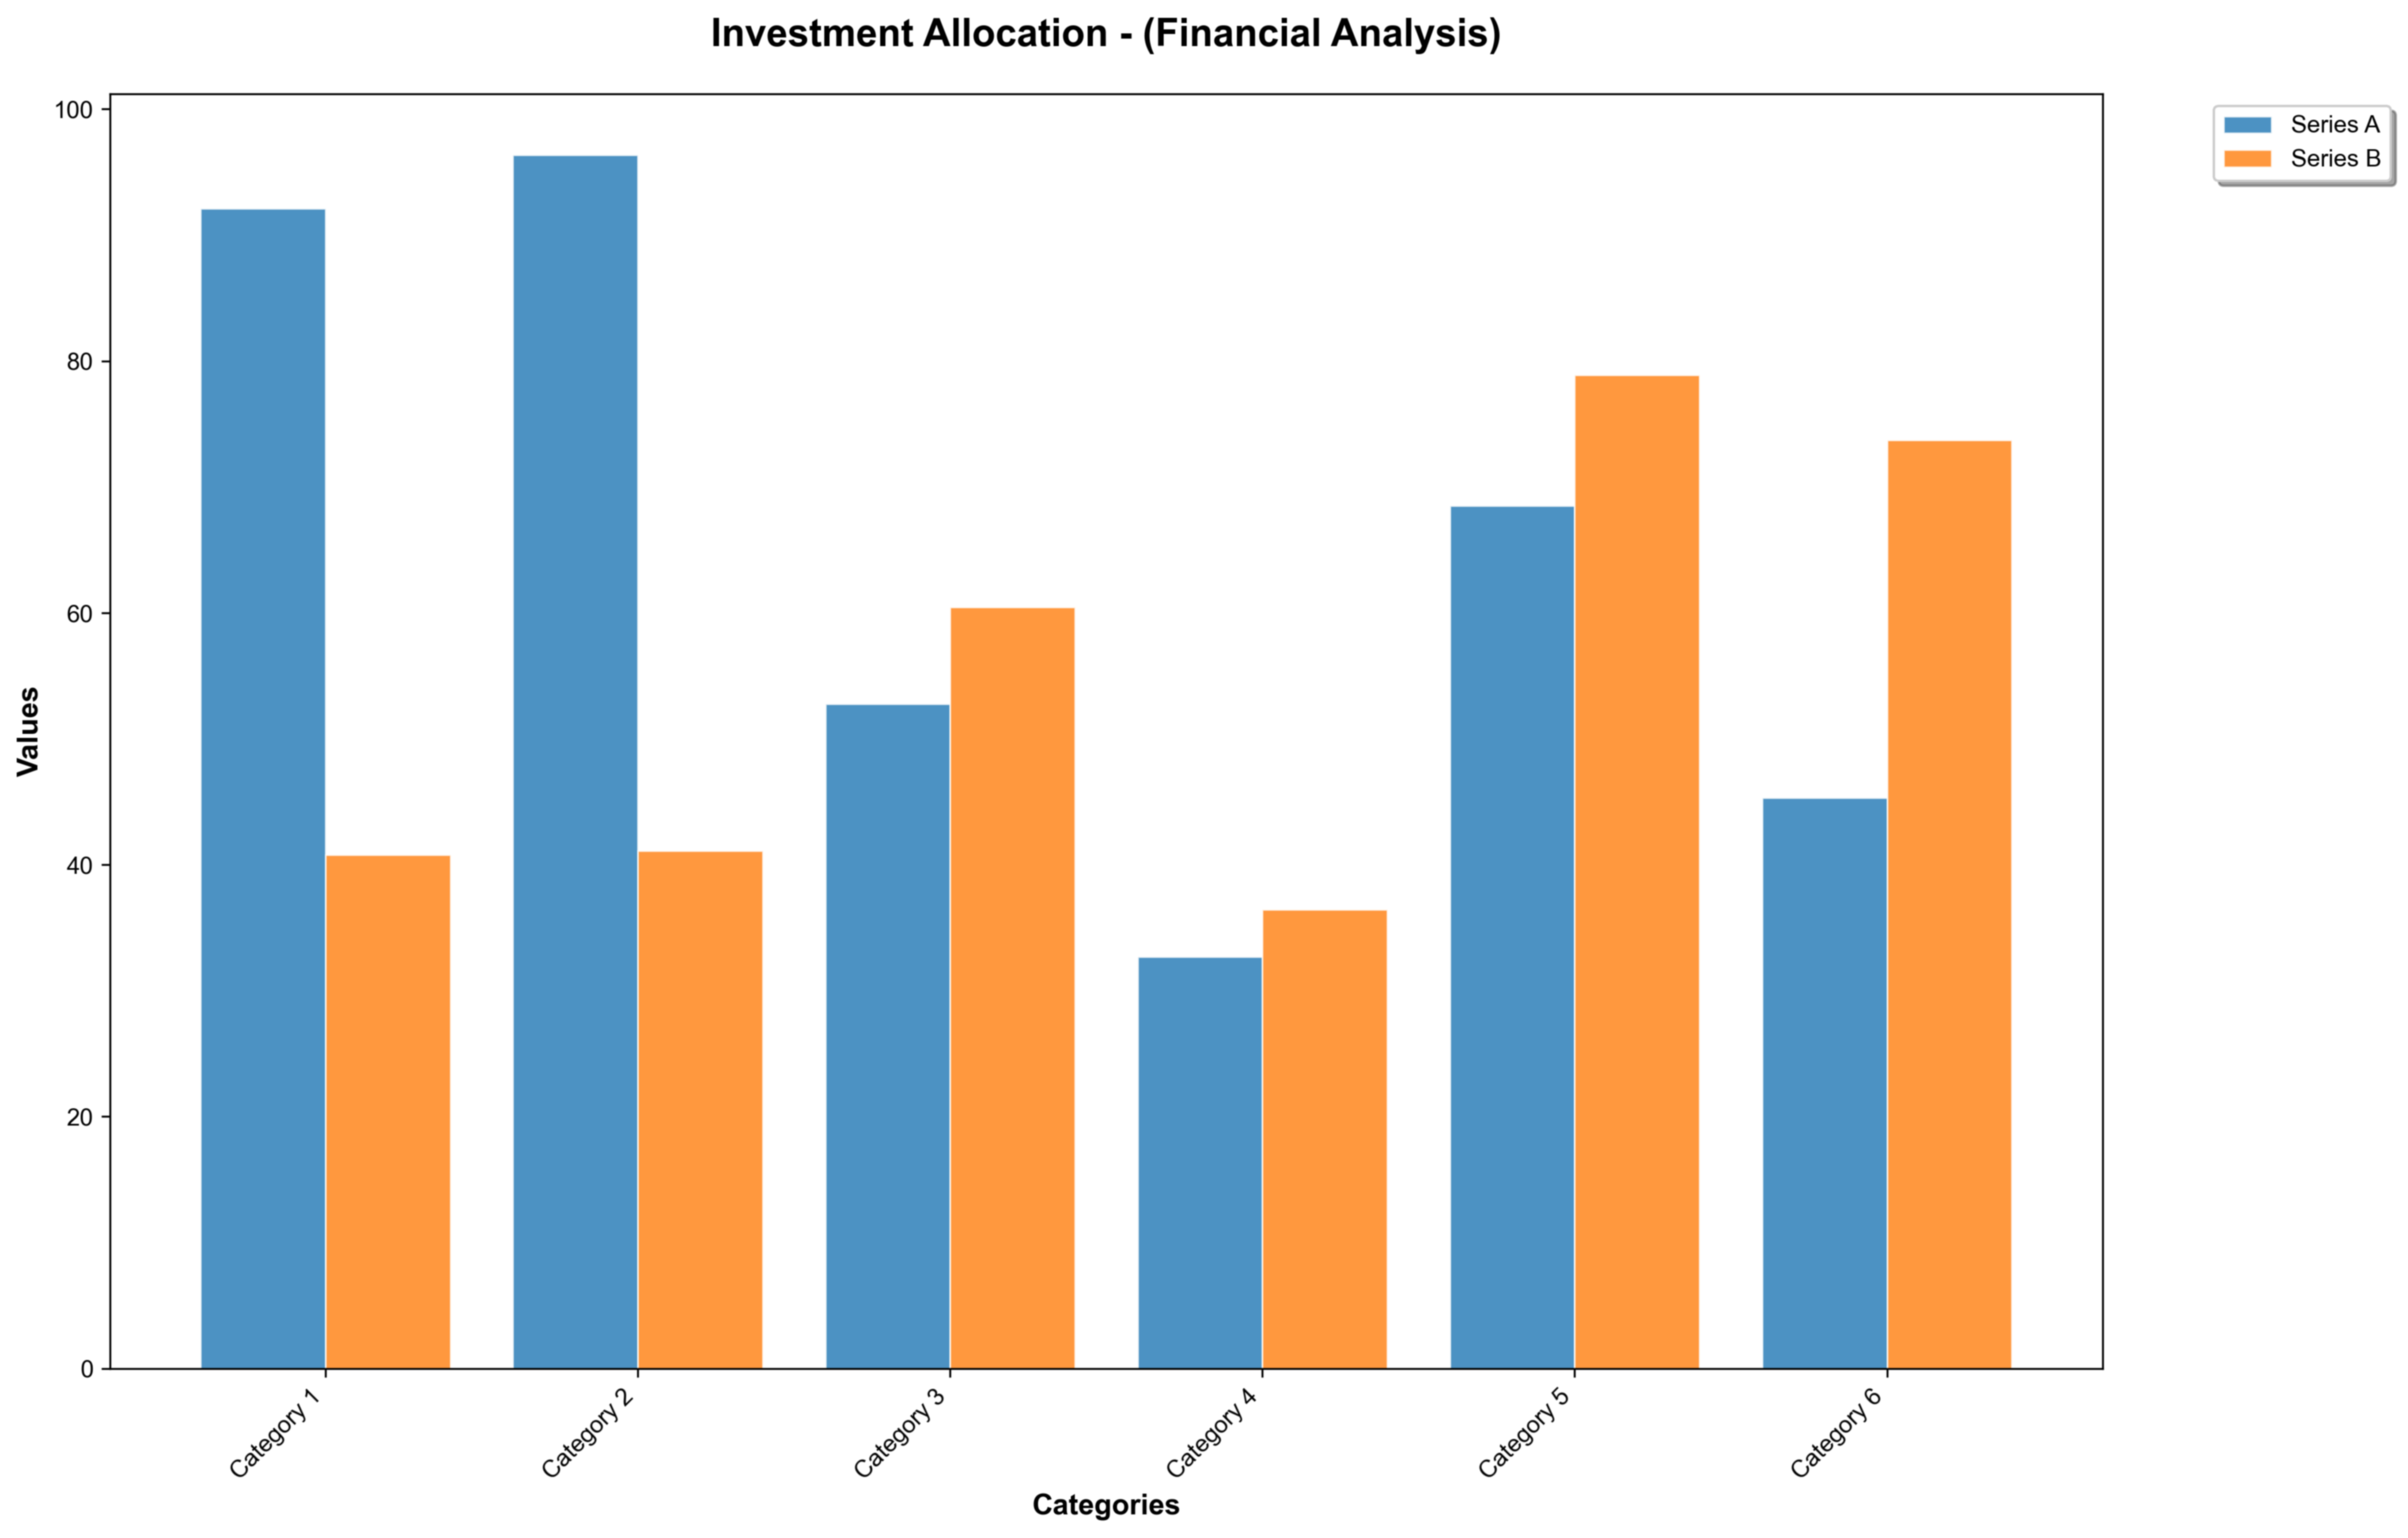 Investment Allocation - (Financial Analysis)
Series A
Series B
100
80
60
40
20
0
Values
Category 1
Category 2
Category 3
Category 4
Category 5
Category 6
Categories